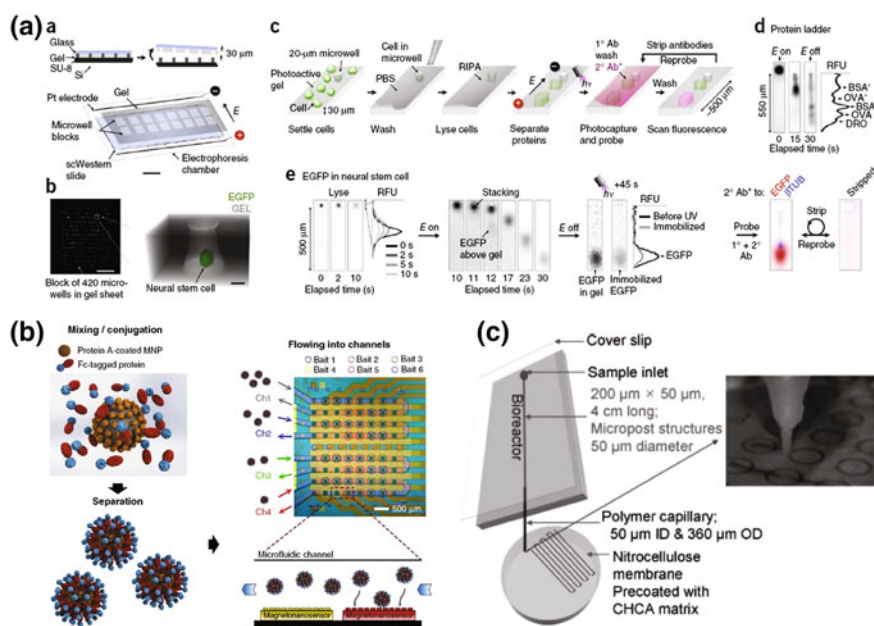 (a)
a
Glass
Gel
SU-8
Si
30 µm
Pt electrode
Gel
Microwell
blocks
E
scWestern
slide
Electrophoresis
chamber
b
EGFP
GEL
Block of 420 micro-
wells in gel sheet
Neural stem cell
c
Photoactive
gel
20-µm microwell
Cell in
microwell
Cell
30 µm
PBS
RIPA
E
hν
1° Ab
wash
2° Ab*
Strip antibodies
Reprobe
Wash
~500 µm
Settle cells
Wash
Lyse cells
Separate
proteins
Photocapture
and probe
Scan fluorescence
d
Protein ladder
E on
E off
RFU
550 µm
BSA'
OVA'
BSA
OVA
DRO
0 15 30
Elapsed time (s)
e
EGFP in neural stem cell
Lyse
RFU
500 µm
0 s
2 s
5 s
10 s
0 2 10
Elapsed time (s)
E on
Stacking
EGFP
above gel
10 11 12 17 23 30
Elapsed time (s)
E off
hν
+45 s
RFU
Before UV
Immobilized
EGFP
EGFP
in gel
Immobilized
EGFP
2° Ab* to:
EGFP
βTUB
Stripped
Probe
1° + 2°
Ab
Strip
Reprobe
(b)
Mixing / conjugation
Protein A-coated MNP
Fc-tagged protein
Separation
Flowing into channels
Bait 1 Bait 2 Bait 3
Bait 4 Bait 5 Bait 6
Ch1
Ch2
Ch3
Ch4
500 µm
Microfluidic channel
Magnetonanosensor
Magnetonanosensor
(c)
Cover slip
Sample inlet
200 µm × 50 µm,
4 cm long;
Micropost structures
50 µm diameter
Bioreactor
Polymer capillary;
50 µm ID & 360 µm OD
Nitrocellulose
membrane
Precoated with
CHCA matrix